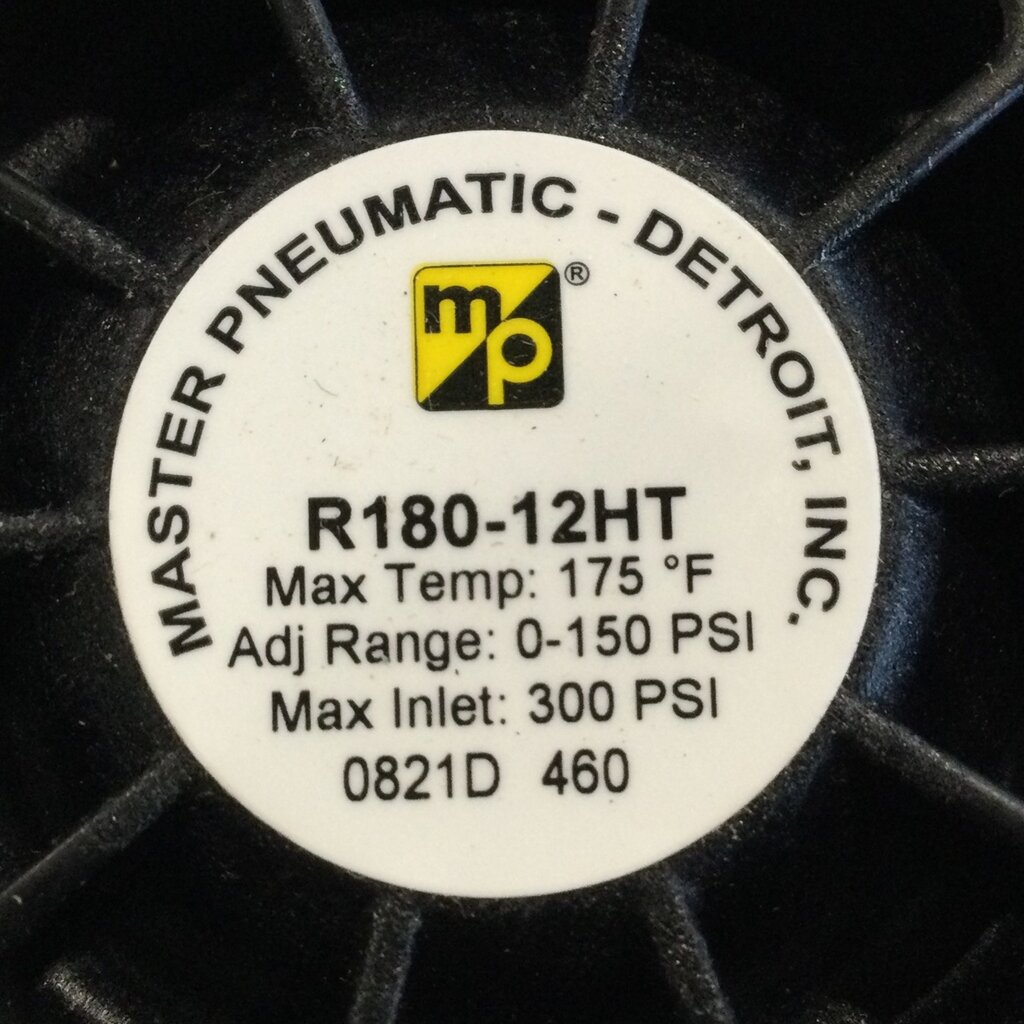 MASTER PNEUMATIC - DETROIT, INC.
mp®
R180-12HT
Max Temp: 175 °F
Adj Range: 0-150 PSI
Max Inlet: 300 PSI
0821D 460